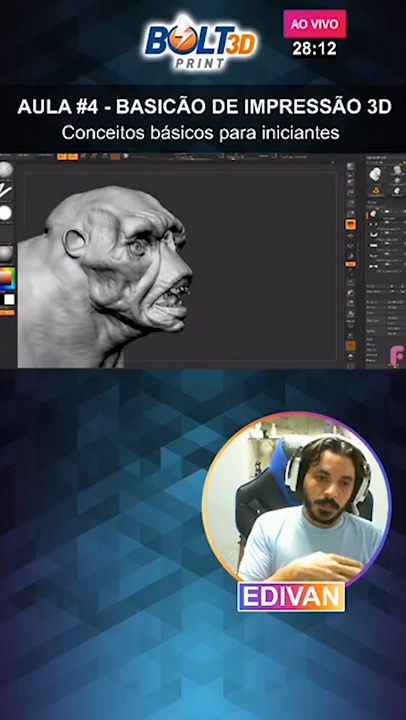 BOLT3D
PRINT
AO VIVO
28:12
AULA #4 - BASICÃO DE IMPRESSÃO 3D
Conceitos básicos para iniciantes
EDIVAN